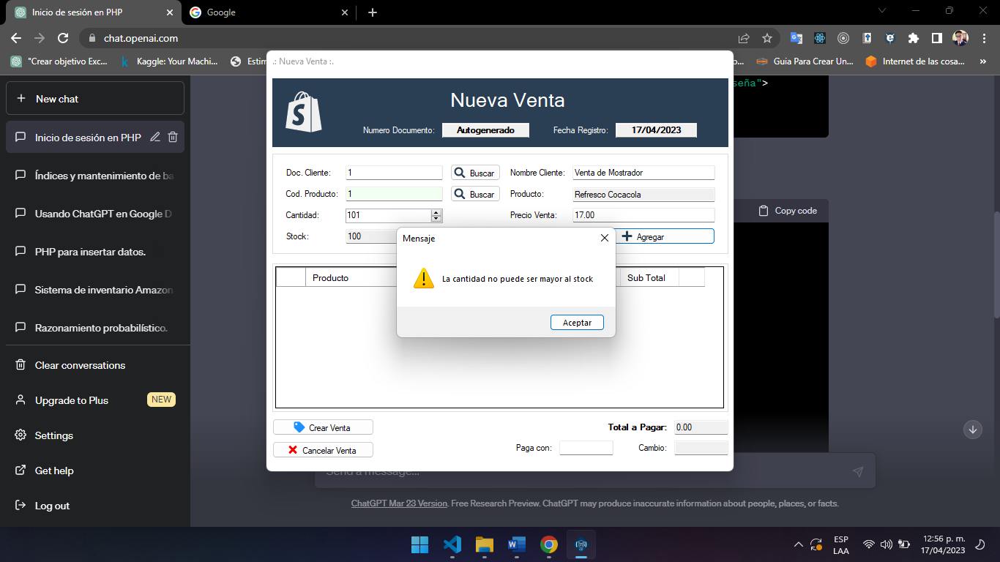 Inicio de sesión en PHP
Google
chat.openai.com
"Crear objetivo Exc...
Kaggle: Your Machi...
Estim
o...
Guia Para Crear Un...
Internet de las cosa...
»
New chat
Inicio de sesión en PHP
Índices y mantenimiento de ba
Usando ChatGPT en Google D
PHP para insertar datos.
Sistema de inventario Amazon
Razonamiento probabilístico.
Clear conversations
Upgrade to Plus
NEW
Settings
Get help
Log out
eña">
Copy code
.: Nueva Venta :.
S
Nueva Venta
Numero Documento: Autogenerado Fecha Registro: 17/04/2023
Doc. Cliente: 1 Buscar Nombre Cliente: Venta de Mostrador
Cod. Producto: 1 Buscar Producto: Refresco Cocacola
Cantidad: 101 Precio Venta: 17.00
Stock: 100 Agregar
Producto Sub Total
Mensaje
La cantidad no puede ser mayor al stock
Aceptar
Crear Venta Total a Pagar: 0.00
Cancelar Venta Paga con: Cambio:
Send a message...
ChatGPT Mar 23 Version. Free Research Preview. ChatGPT may produce inaccurate information about people, places, or facts.
ESP
LAA
12:56 p. m.
17/04/2023